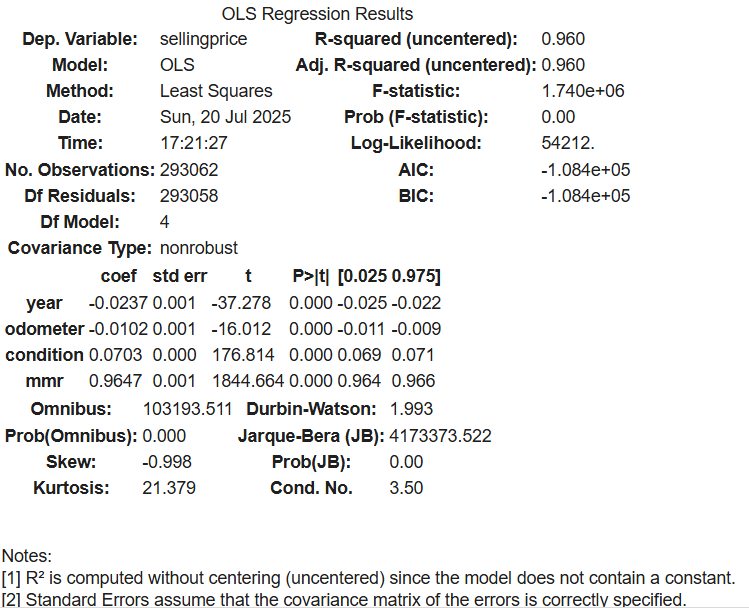 OLS Regression Results
Dep. Variable: sellingprice R-squared (uncentered): 0.960
Model: OLS Adj. R-squared (uncentered): 0.960
Method: Least Squares F-statistic: 1.740e+06
Date: Sun, 20 Jul 2025 Prob (F-statistic): 0.00
Time: 17:21:27 Log-Likelihood: 54212.
No. Observations: 293062 AIC: -1.084e+05
Df Residuals: 293058 BIC: -1.084e+05
Df Model: 4
Covariance Type: nonrobust
coef std err t P>|t| [0.025 0.975]
year -0.0237 0.001 -37.278 0.000 -0.025 -0.022
odometer -0.0102 0.001 -16.012 0.000 -0.011 -0.009
condition 0.0703 0.000 176.814 0.000 0.069 0.071
mmr 0.9647 0.001 1844.664 0.000 0.964 0.966
Omnibus: 103193.511 Durbin-Watson: 1.993
Prob(Omnibus): 0.000 Jarque-Bera (JB): 4173373.522
Skew: -0.998 Prob(JB): 0.00
Kurtosis: 21.379 Cond. No. 3.50
Notes:
[1] R² is computed without centering (uncentered) since the model does not contain a constant.
[2] Standard Errors assume that the covariance matrix of the errors is correctly specified.